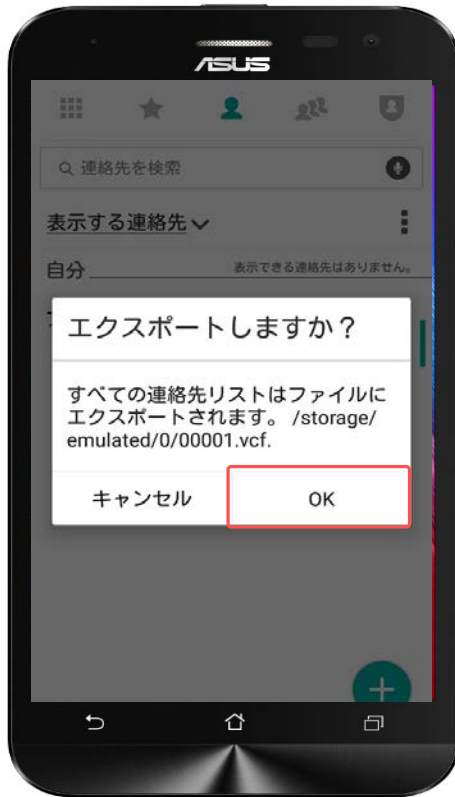 ASUS
連絡先を検索
表示する連絡先
自分
表示できる連絡先はありません。
エクスポートしますか？
すべての連絡先リストはファイルに
エクスポートされます。 /storage/
emulated/0/00001.vcf.
キャンセル
OK